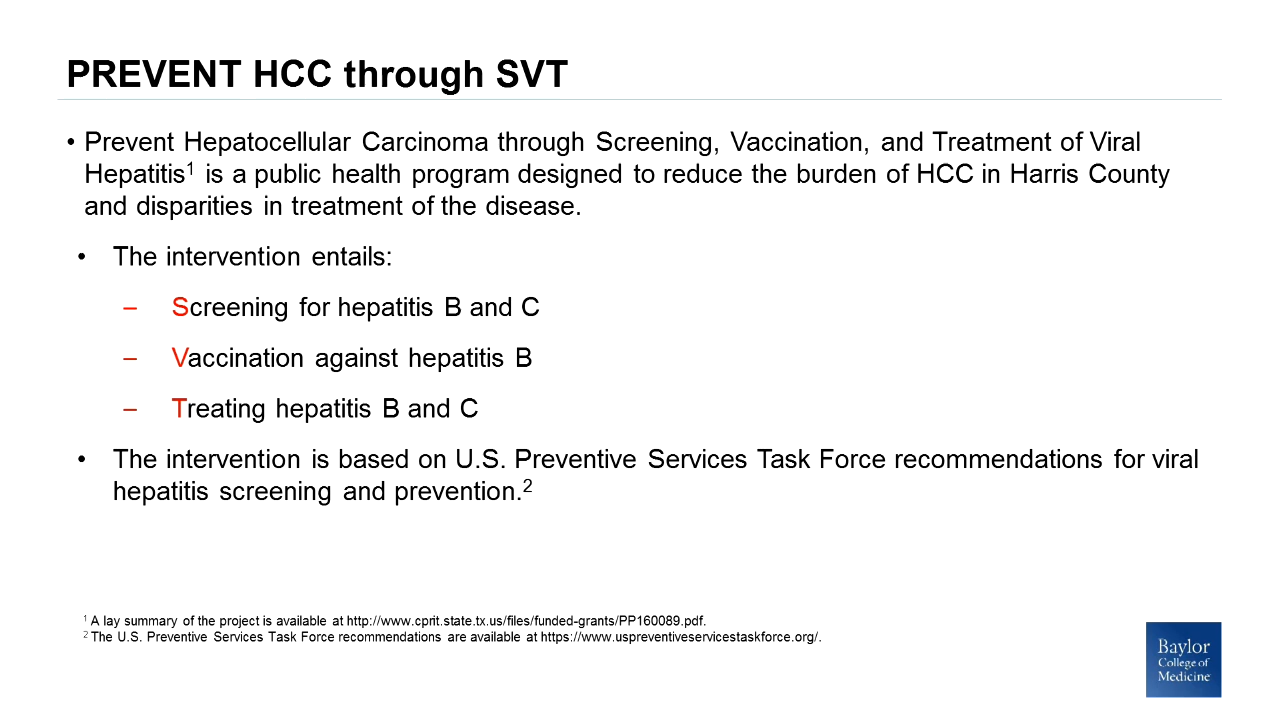 PREVENT HCC through SVT
• Prevent Hepatocellular Carcinoma through Screening, Vaccination, and Treatment of Viral
Hepatitis¹ is a public health program designed to reduce the burden of HCC in Harris County
and disparities in treatment of the disease.
• The intervention entails:
– Screening for hepatitis B and C
– Vaccination against hepatitis B
– Treating hepatitis B and C
• The intervention is based on U.S. Preventive Services Task Force recommendations for viral
hepatitis screening and prevention.²
¹ A lay summary of the project is available at http://www.cprit.state.tx.us/files/funded-grants/PP160089.pdf.
² The U.S. Preventive Services Task Force recommendations are available at https://www.uspreventiveservicestaskforce.org/.
Baylor
College of
Medicine